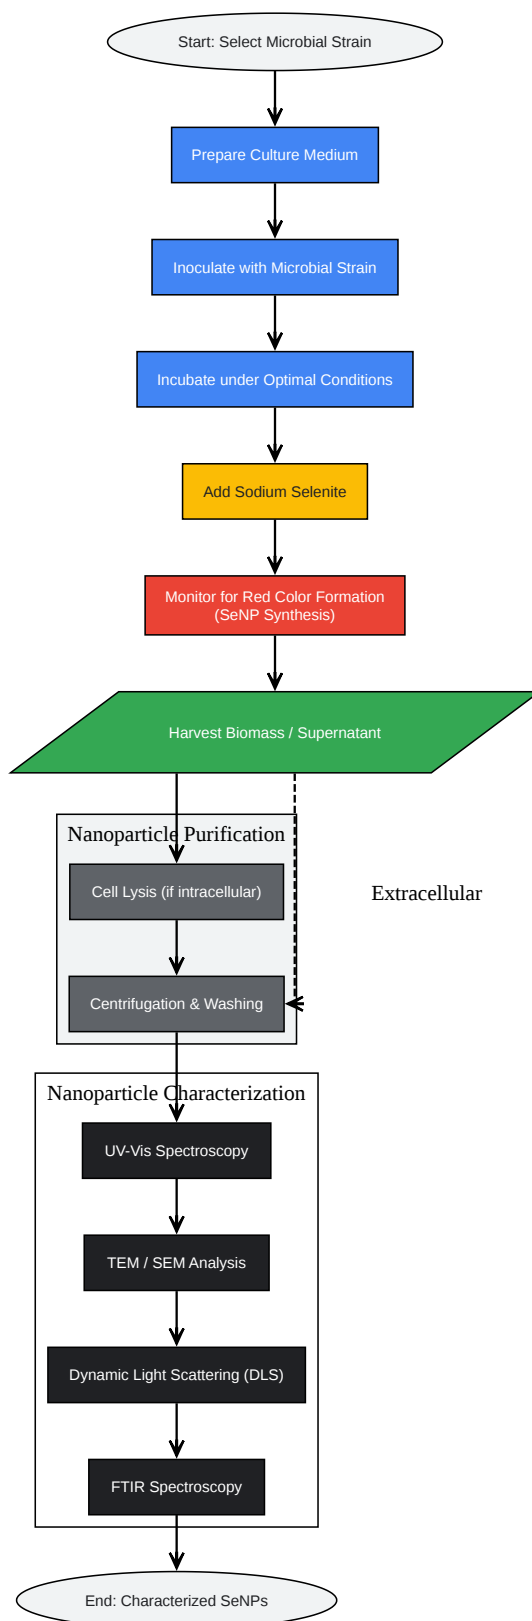 Start: Select Microbial Strain
Prepare Culture Medium
Inoculate with Microbial Strain
Incubate under Optimal Conditions
Add Sodium Selenite
Monitor for Red Color Formation
(SeNP Synthesis)
Harvest Biomass / Supernatant
Nanoparticle Purification
Cell Lysis (if intracellular)
Extracellular
Centrifugation & Washing
Nanoparticle Characterization
UV-Vis Spectroscopy
TEM / SEM Analysis
Dynamic Light Scattering (DLS)
FTIR Spectroscopy
End: Characterized SeNPs